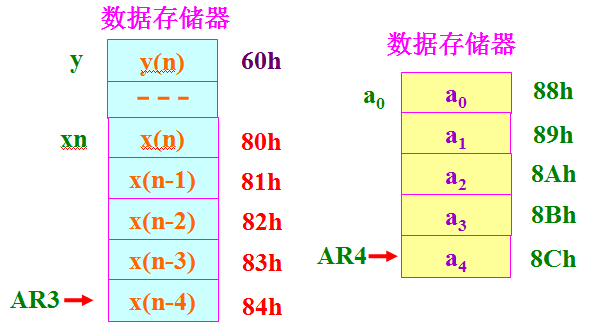 数据存储器
y y(n) 60h
- - -
xn x(n) 80h
x(n-1) 81h
x(n-2) 82h
x(n-3) 83h
AR3 x(n-4) 84h
数据存储器
a0 a0 88h
a1 89h
a2 8Ah
a3 8Bh
AR4 a4 8Ch